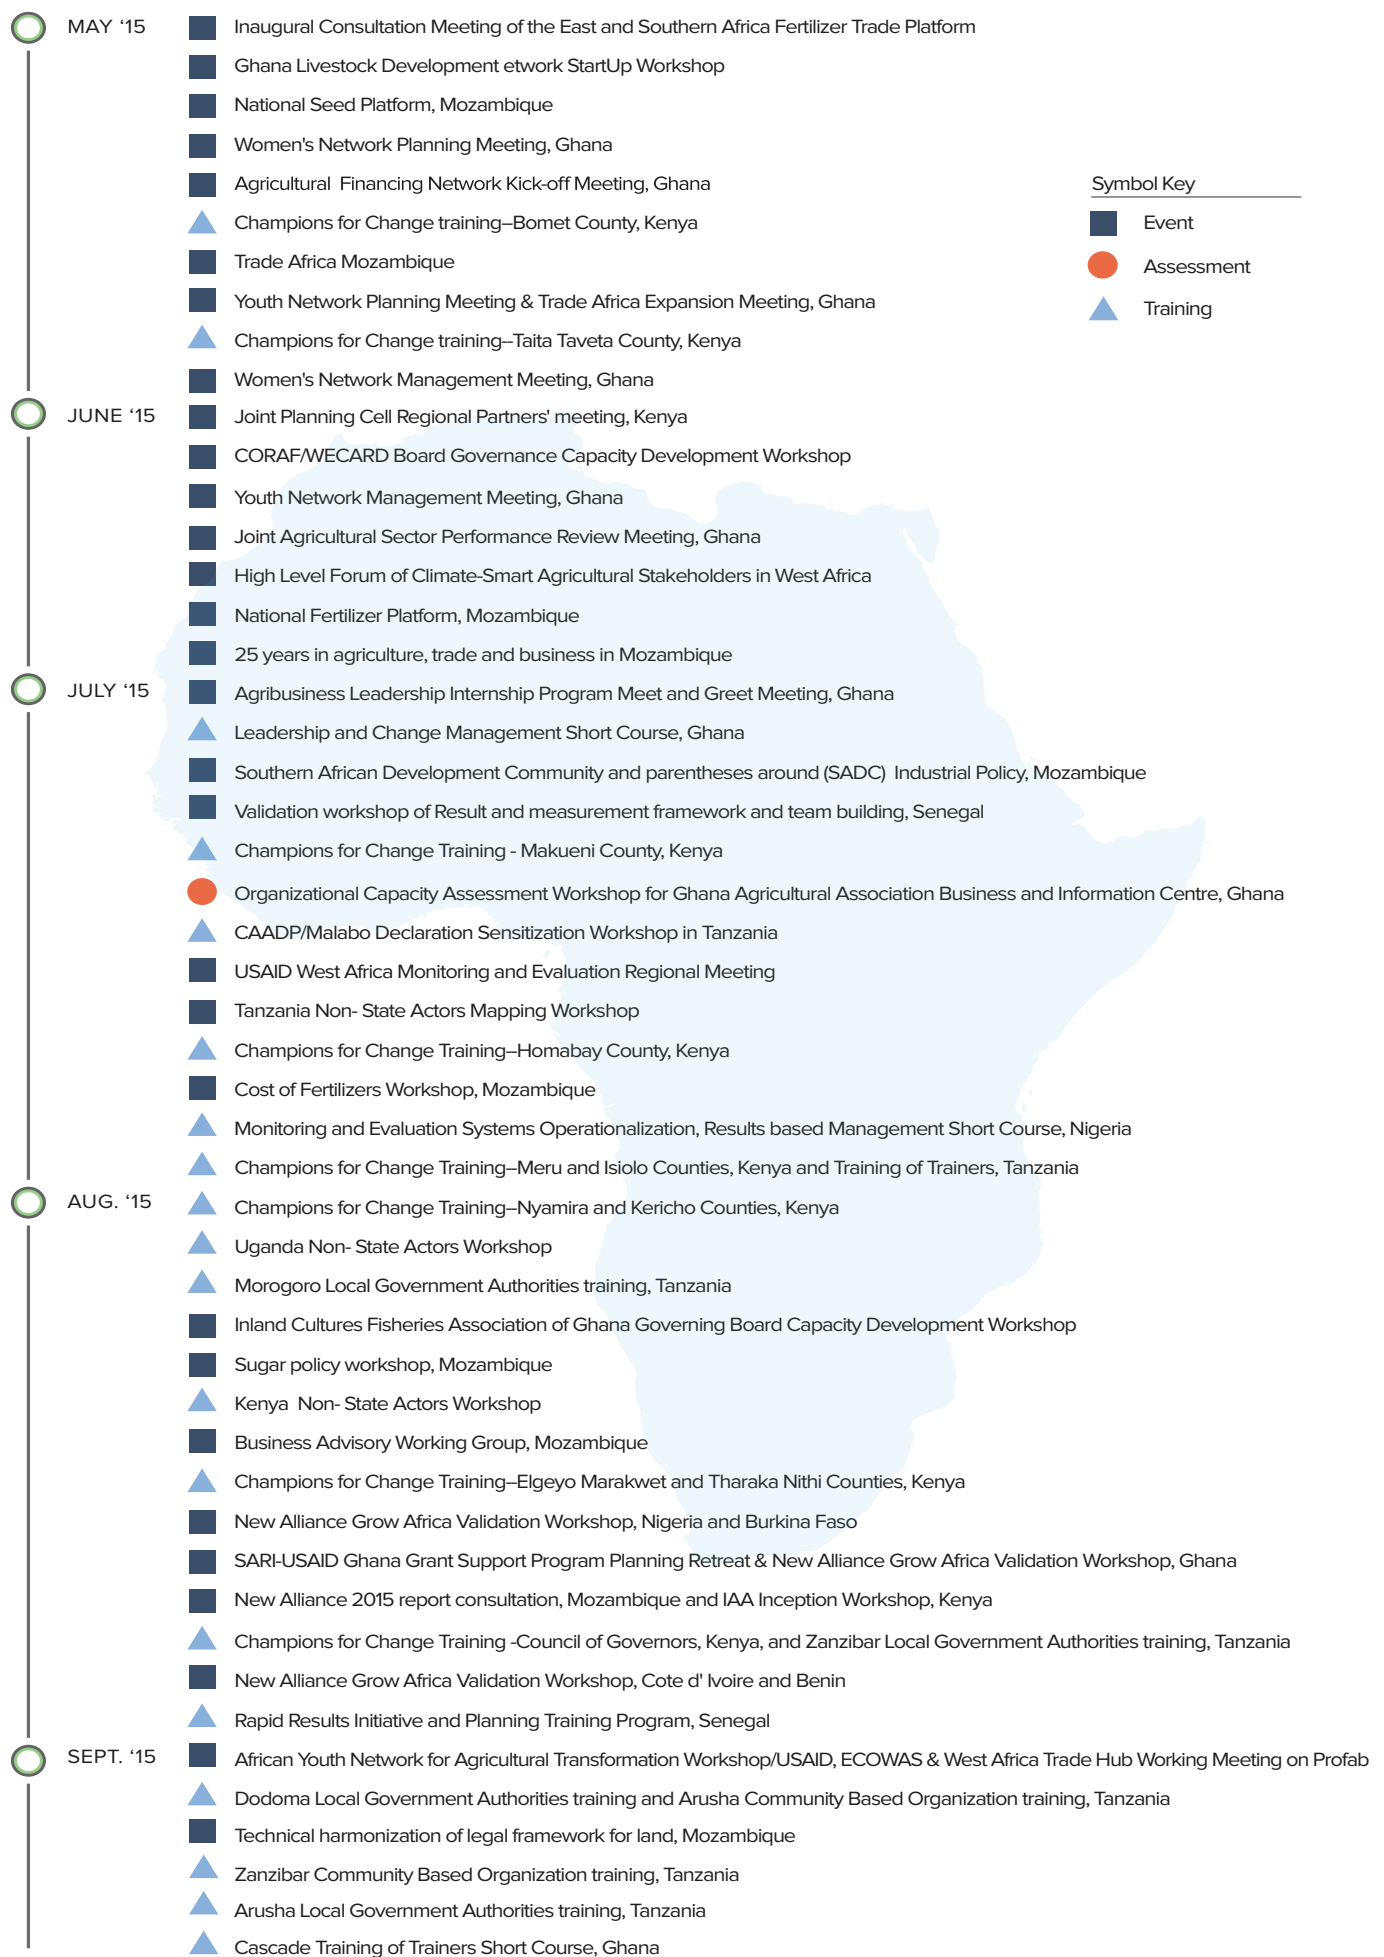 MAY ‘15
Inaugural Consultation Meeting of the East and Southern Africa Fertilizer Trade Platform
Ghana Livestock Development etwork StartUp Workshop
National Seed Platform, Mozambique
Women's Network Planning Meeting, Ghana
Agricultural Financing Network Kick-off Meeting, Ghana
Champions for Change training–Bomet County, Kenya
Trade Africa Mozambique
Youth Network Planning Meeting & Trade Africa Expansion Meeting, Ghana
Champions for Change training--Taita Taveta County, Kenya
Women's Network Management Meeting, Ghana
Symbol Key
Event
Assessment
Training
JUNE ‘15
Joint Planning Cell Regional Partners' meeting, Kenya
CORAF/WECARD Board Governance Capacity Development Workshop
Youth Network Management Meeting, Ghana
Joint Agricultural Sector Performance Review Meeting, Ghana
High Level Forum of Climate-Smart Agricultural Stakeholders in West Africa
National Fertilizer Platform, Mozambique
25 years in agriculture, trade and business in Mozambique
JULY ‘15
Agribusiness Leadership Internship Program Meet and Greet Meeting, Ghana
Leadership and Change Management Short Course, Ghana
Southern African Development Community and parentheses around (SADC) Industrial Policy, Mozambique
Validation workshop of Result and measurement framework and team building, Senegal
Champions for Change Training - Makueni County, Kenya
Organizational Capacity Assessment Workshop for Ghana Agricultural Association Business and Information Centre, Ghana
CAADP/Malabo Declaration Sensitization Workshop in Tanzania
USAID West Africa Monitoring and Evaluation Regional Meeting
Tanzania Non- State Actors Mapping Workshop
Champions for Change Training--Homabay County, Kenya
Cost of Fertilizers Workshop, Mozambique
Monitoring and Evaluation Systems Operationalization, Results based Management Short Course, Nigeria
Champions for Change Training--Meru and Isiolo Counties, Kenya and Training of Trainers, Tanzania
AUG. ‘15
Champions for Change Training--Nyamira and Kericho Counties, Kenya
Uganda Non- State Actors Workshop
Morogoro Local Government Authorities training, Tanzania
Inland Cultures Fisheries Association of Ghana Governing Board Capacity Development Workshop
Sugar policy workshop, Mozambique
Kenya Non- State Actors Workshop
Business Advisory Working Group, Mozambique
Champions for Change Training--Elgeyo Marakwet and Tharaka Nithi Counties, Kenya
New Alliance Grow Africa Validation Workshop, Nigeria and Burkina Faso
SARI-USAID Ghana Grant Support Program Planning Retreat & New Alliance Grow Africa Validation Workshop, Ghana
New Alliance 2015 report consultation, Mozambique and IAA Inception Workshop, Kenya
Champions for Change Training -Council of Governors, Kenya, and Zanzibar Local Government Authorities training, Tanzania
New Alliance Grow Africa Validation Workshop, Cote d' Ivoire and Benin
Rapid Results Initiative and Planning Training Program, Senegal
SEPT. ‘15
African Youth Network for Agricultural Transformation Workshop/USAID, ECOWAS & West Africa Trade Hub Working Meeting on Profab
Dodoma Local Government Authorities training and Arusha Community Based Organization training, Tanzania
Technical harmonization of legal framework for land, Mozambique
Zanzibar Community Based Organization training, Tanzania
Arusha Local Government Authorities training, Tanzania
Cascade Training of Trainers Short Course, Ghana